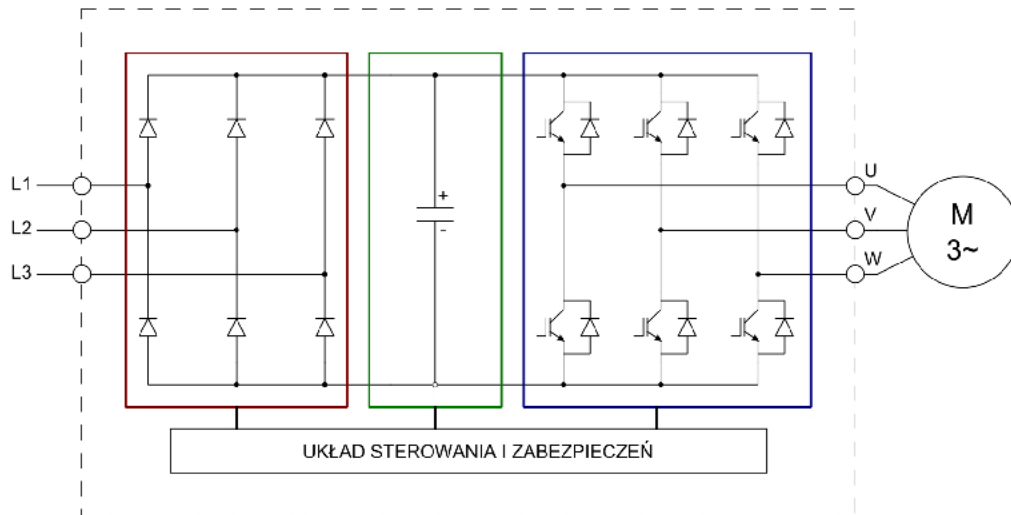 L1
L2
L3
+
-
U
V
W
M
3~
UKŁAD STEROWANIA I ZABEZPIECZEŃ